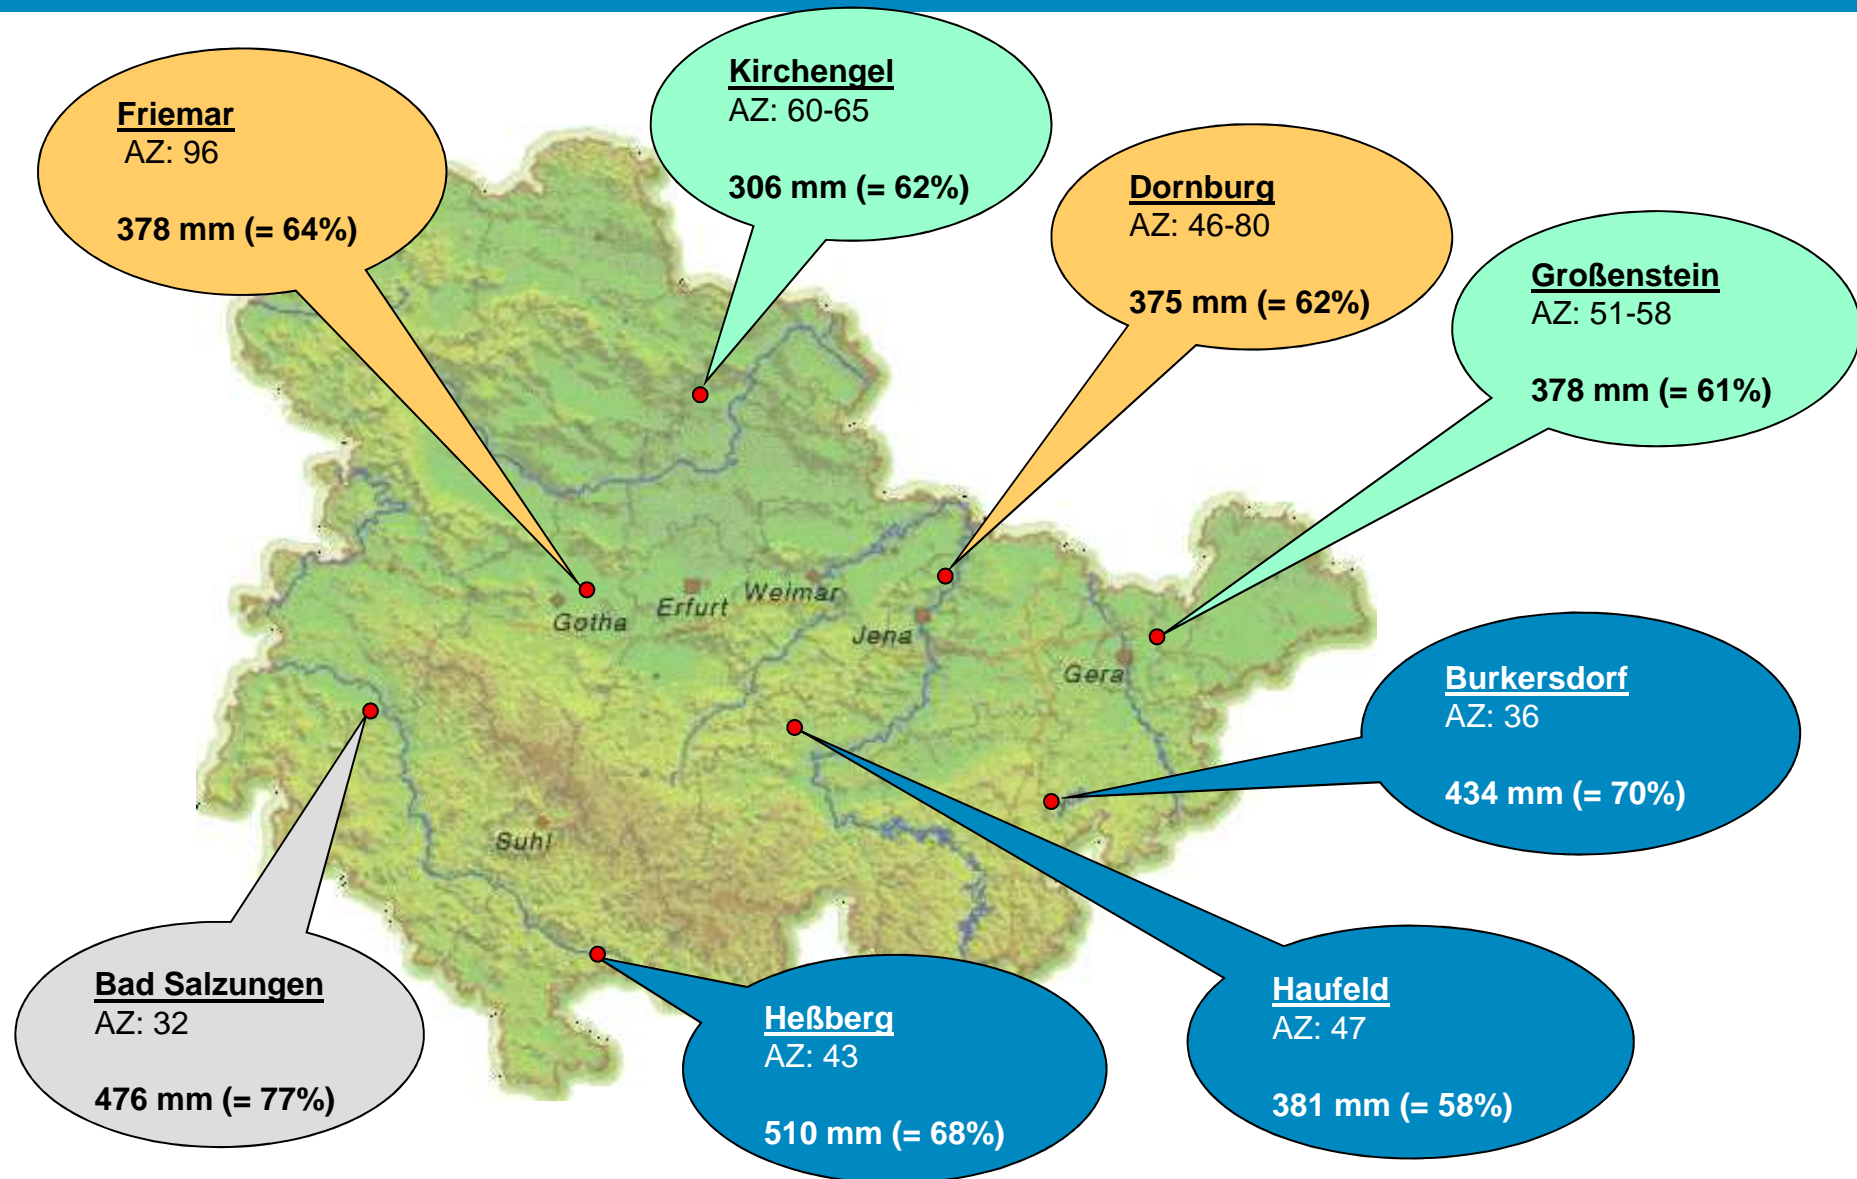 Kirchengel
AZ: 60-65
306 mm (= 62%)
Friemar
AZ: 96
378 mm (= 64%)
Dornburg
AZ: 46-80
375 mm (= 62%)
Großenstein
AZ: 51-58
378 mm (= 61%)
Gotha
Erfurt
Weimar
Jena
Gera
Suhl
Burkersdorf
AZ: 36
434 mm (= 70%)
Bad Salzungen
AZ: 32
476 mm (= 77%)
Heßberg
AZ: 43
510 mm (= 68%)
Haufeld
AZ: 47
381 mm (= 58%)